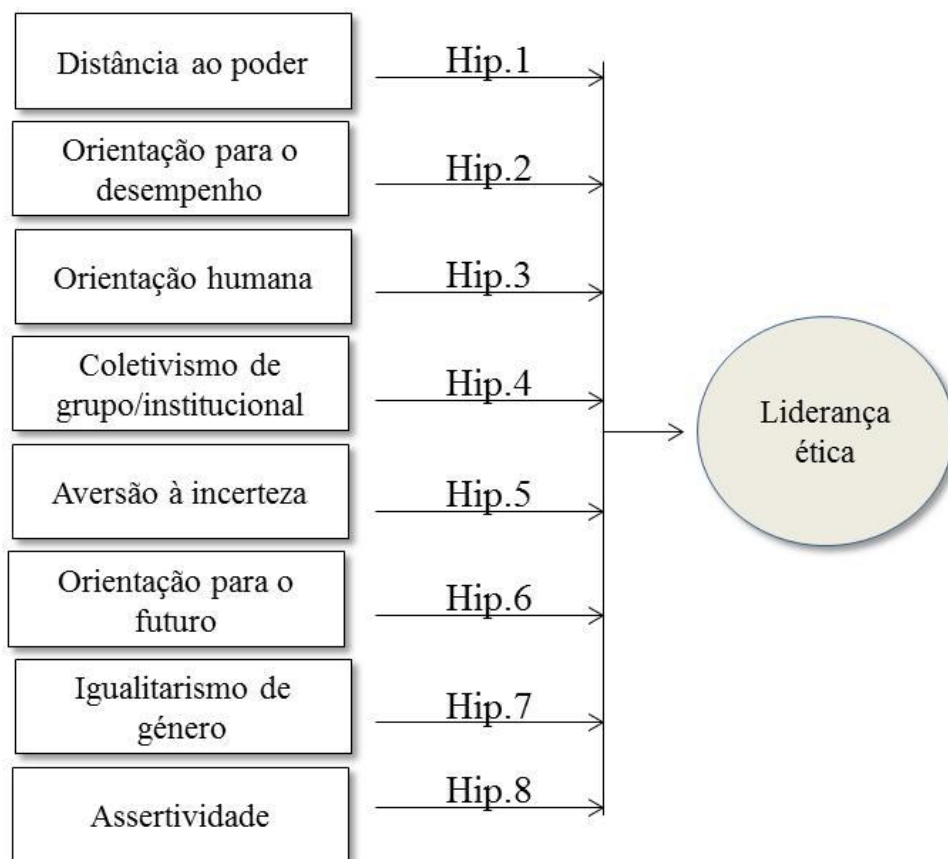 Distância ao poder
Hip.1
Orientação para o
desempenho
Hip.2
Orientação humana
Hip.3
Coletivismo de
grupo/institucional
Hip.4
Aversão à incerteza
Hip.5
Orientação para o
futuro
Hip.6
Igualitarismo de
género
Hip.7
Assertividade
Hip.8
Liderança
ética